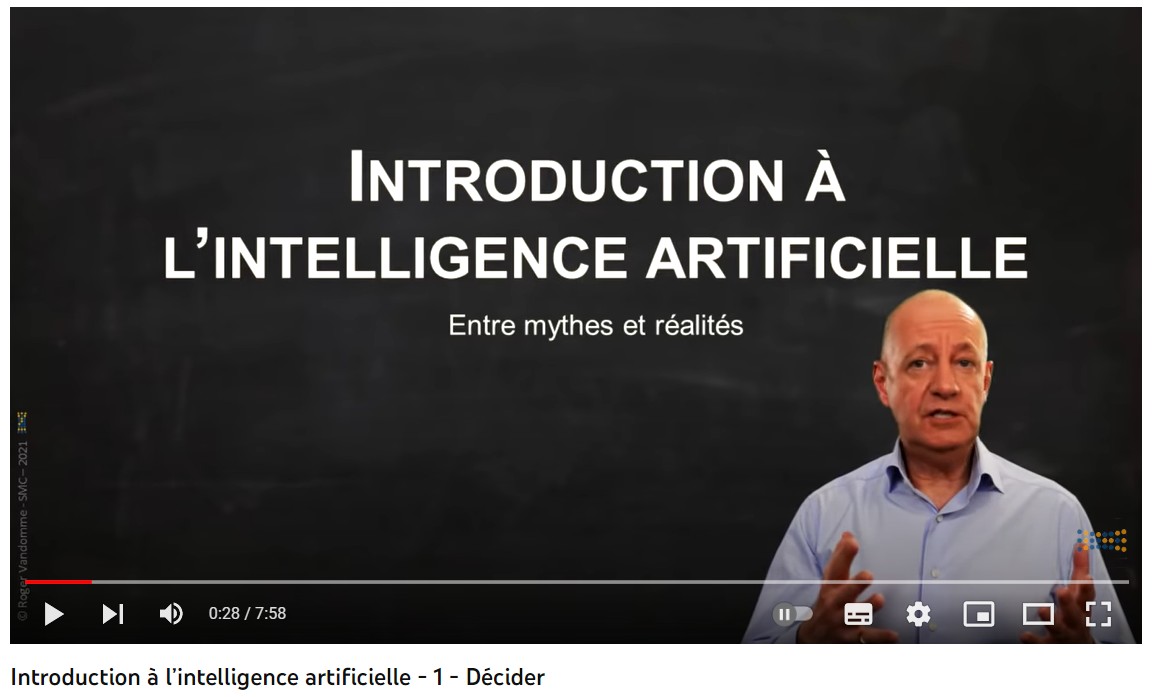 INTRODUCTION À
L'INTELLIGENCE ARTIFICIELLE
Entre mythes et réalités
© Roger Vandomme - SMC – 2021
0:28 / 7:58
Introduction à l'intelligence artificielle - 1 - Décider